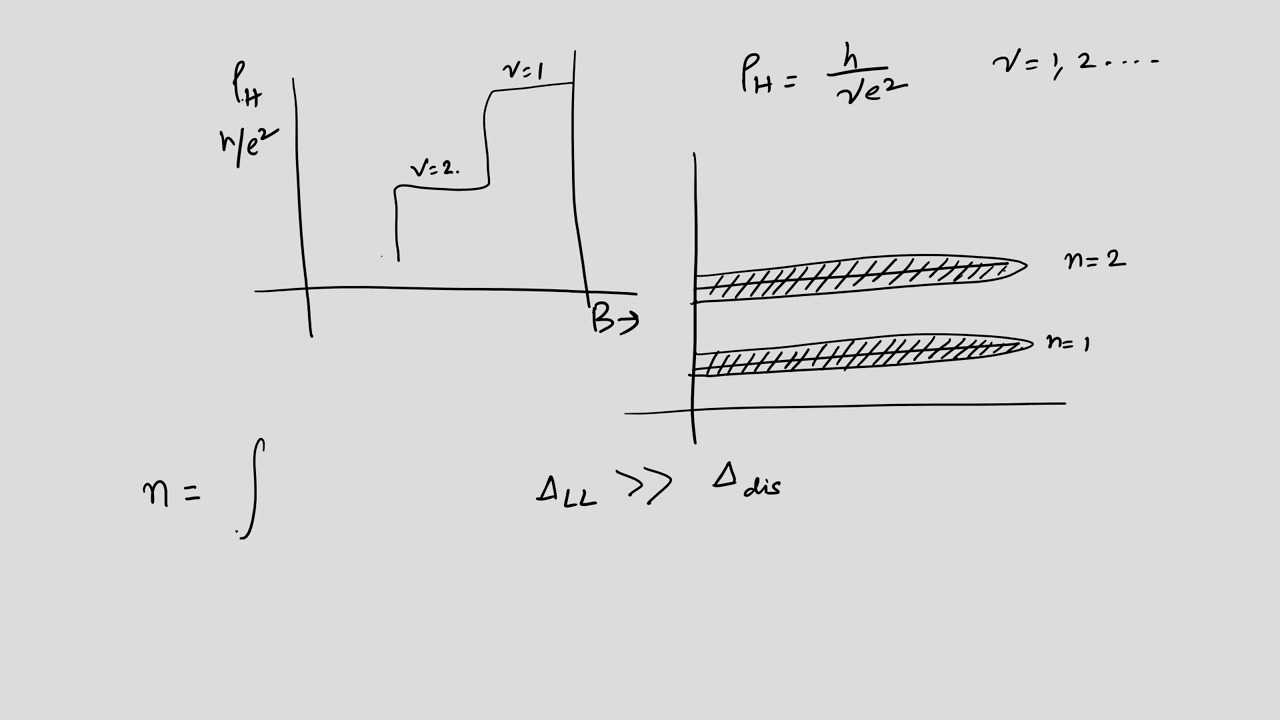 ρH
h/e²
ν=1
ν=2.
B→
ρH = h/νe²
ν = 1, 2 ....
n=2
n=1
n = ∫
ΔLL >> Δdis